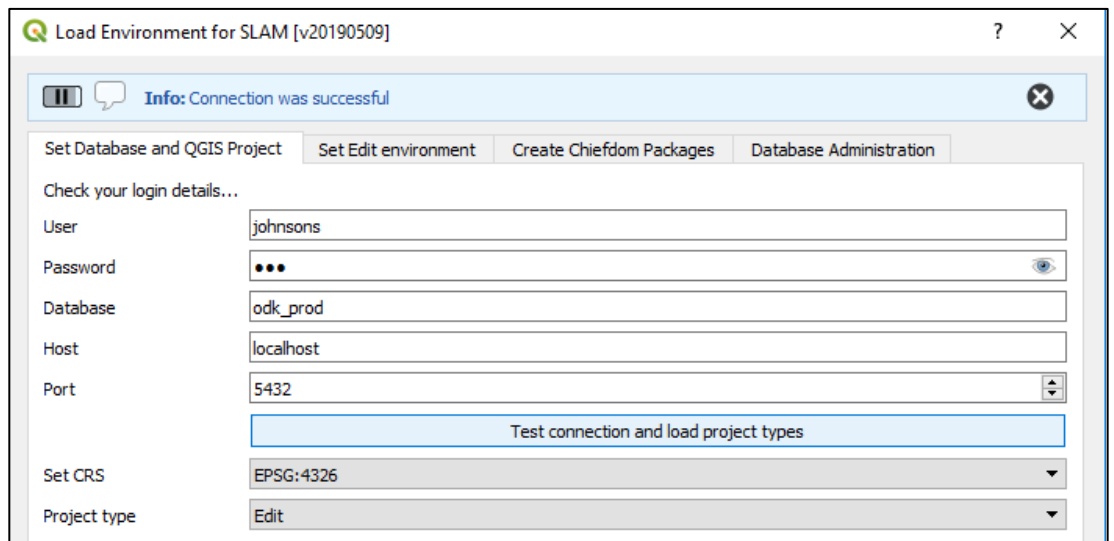 Load Environment for SLAM [v20190509] ?
Info: Connection was successful
Set Database and QGIS Project Set Edit environment Create Chiefdom Packages Database Administration
Check your login details...
User johnsons
Password •••
Database odk_prod
Host localhost
Port 5432
Test connection and load project types
Set CRS EPSG:4326
Project type Edit